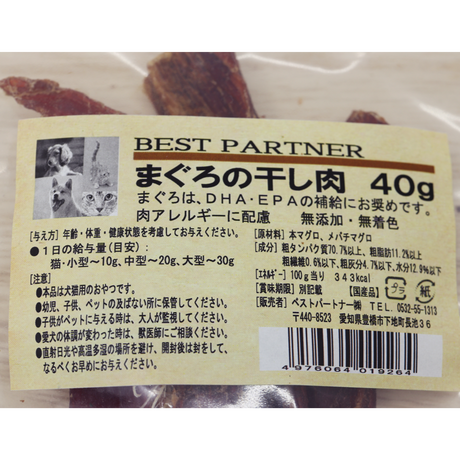 BEST PARTNER
まぐろの干し肉 40g
まぐろは、DHA・EPAの補給にお奨めです。
肉アレルギーに配慮 無添加・無着色
[与え方] 年齢・体重・健康状態を考慮してお与えください。
●1日の給与量(目安):
猫・小型~10g、中型~20g、大型~30g
[注意]
●本品は犬猫用のおやつです。
●幼児、子供、ペットの及ばない所に保管してください。
●子供がペットに与える時は、大人が監視してください。
●愛犬の体調が変わった時は、獣医師にご相談ください。
●直射日光や高温多湿の場所を避け、開封後は封をして、
なるべくお早めにお与えください。
[原材料] 本マグロ、メバチマグロ
[成分] 粗タンパク質70.7%以上、粗脂肪11.2%以上
粗繊維0.6%以下、粗灰分4.7%以下、水分12.9%以下
[エネルギー] 100g当り 343kcal
[賞味期限] 別記載 [国産品]
プラ 紙
[販売者] ベストパートナー㈲ TEL. 0532-55-1313
〒440-8523 愛知県豊橋市下地町長池36
4976064019264